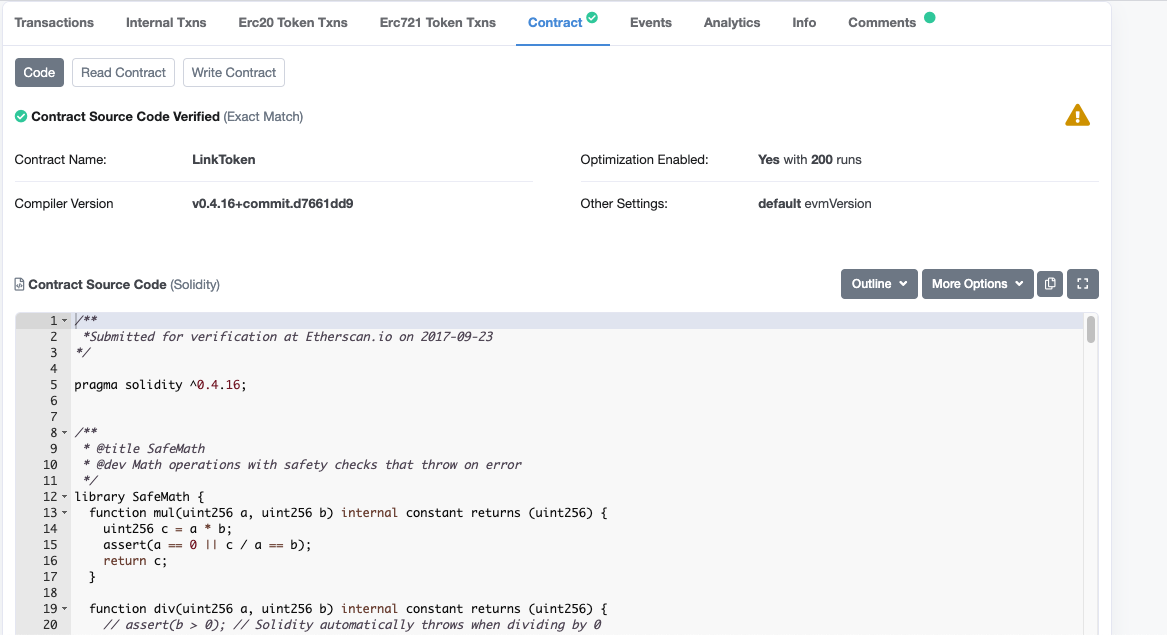 Transactions Internal Txns Erc20 Token Txns Erc721 Token Txns Contract Events Analytics Info Comments
Code Read Contract Write Contract
Contract Source Code Verified (Exact Match)
Contract Name: LinkToken Optimization Enabled: Yes with 200 runs
Compiler Version v0.4.16+commit.d7661dd9 Other Settings: default evmVersion
Contract Source Code (Solidity) Outline More Options
1 /**
2  *Submitted for verification at Etherscan.io on 2017-09-23
3 */
4
5 pragma solidity ^0.4.16;
6
7
8 /**
9  * @title SafeMath
10  * @dev Math operations with safety checks that throw on error
11  */
12 library SafeMath {
13   function mul(uint256 a, uint256 b) internal constant returns (uint256) {
14     uint256 c = a * b;
15     assert(a == 0 || c / a == b);
16     return c;
17   }
18
19   function div(uint256 a, uint256 b) internal constant returns (uint256) {
20     // assert(b > 0); // Solidity automatically throws when dividing by 0